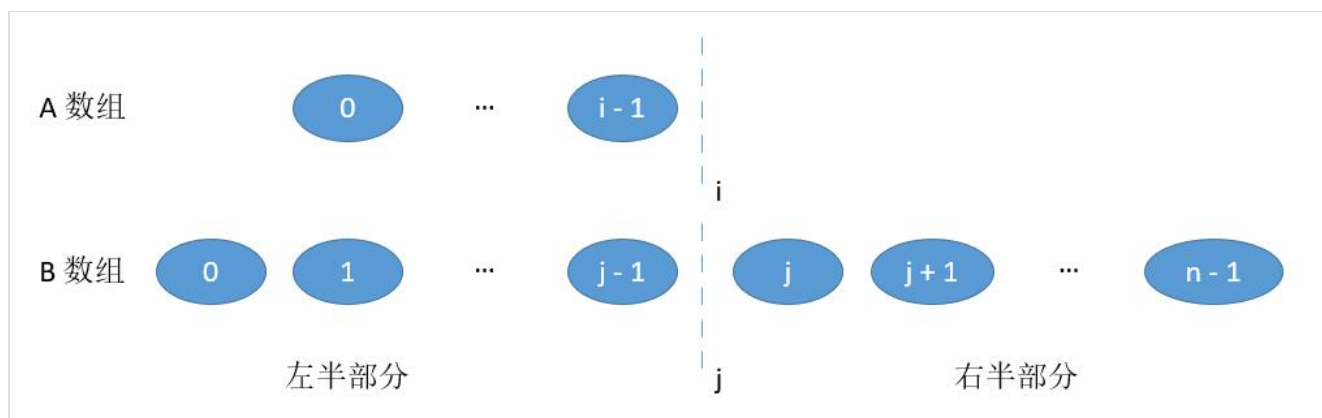 A 数组 0 ... i - 1
i
B 数组 0 1 ... j - 1 j j + 1 ... n - 1
左半部分 j 右半部分